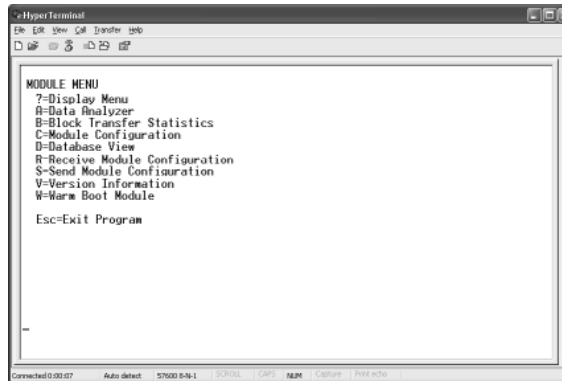 HyperTerminal
File Edit View Call Transfer Help
MODULE MENU
?=Display Menu
A=Data Analyzer
B=Block Transfer Statistics
C=Module Configuration
D=Database View
R=Receive Module Configuration
S=Send Module Configuration
V=Version Information
W=Warm Boot Module
Esc=Exit Program
Connected 0:00:07 Auto detect 57600 8-N-1 SCROLL CAPS NUM Capture Print echo